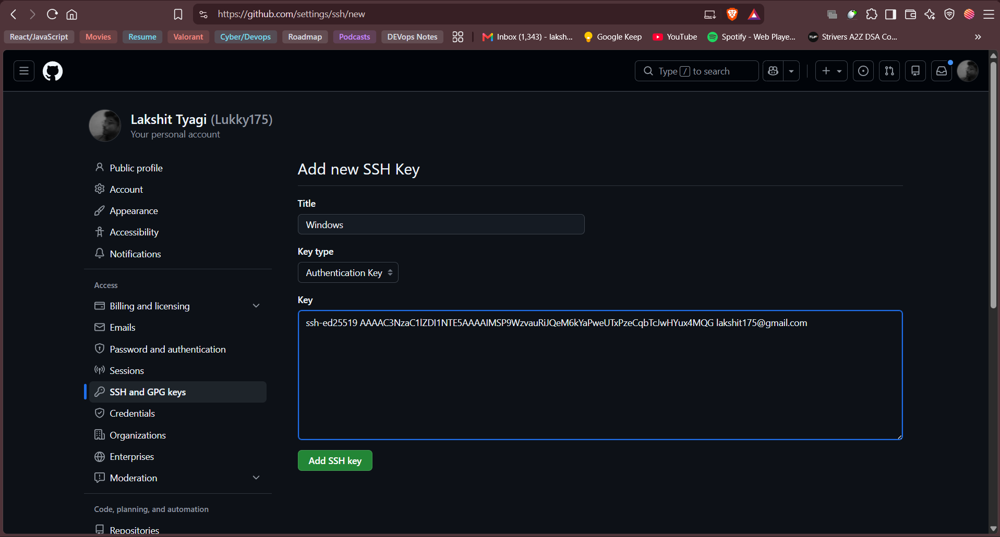 https://github.com/settings/ssh/new
React/JavaScript Movies Resume Valorant Cyber/Devops Roadmap Podcasts DEVops Notes Inbox (1,343) - laksh... Google Keep YouTube Spotify - Web Playe... TUF Strivers A2Z DSA Co...
Type / to search
Lakshit Tyagi (Lukky175)
Your personal account
Public profile
Account
Appearance
Accessibility
Notifications
Access
Billing and licensing
Emails
Password and authentication
Sessions
SSH and GPG keys
Credentials
Organizations
Enterprises
Moderation
Code, planning, and automation
Repositories
Add new SSH Key
Title
Windows
Key type
Authentication Key
Key
ssh-ed25519 AAAAC3NzaC1lZDI1NTE5AAAAIMSP9WzvauRiJQeM6kYaPweUTxPzeCqbTcJwHYux4MQG lakshit175@gmail.com
Add SSH key